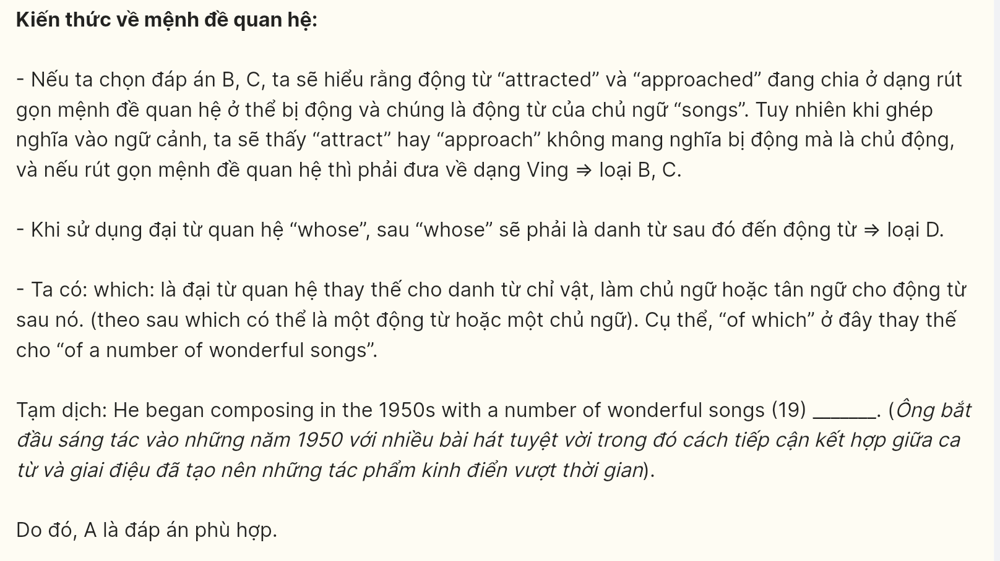 Kiến thức về mệnh đề quan hệ:
- Nếu ta chọn đáp án B, C, ta sẽ hiểu rằng động từ “attracted” và “approached” đang chia ở dạng rút
gọn mệnh đề quan hệ ở thể bị động và chúng là động từ của chủ ngữ “songs”. Tuy nhiên khi ghép
nghĩa vào ngữ cảnh, ta sẽ thấy “attract” hay “approach” không mang nghĩa bị động mà là chủ động,
và nếu rút gọn mệnh đề quan hệ thì phải đưa về dạng Ving ⇒ loại B, C.
- Khi sử dụng đại từ quan hệ “whose”, sau “whose” sẽ phải là danh từ sau đó đến động từ ⇒ loại D.
- Ta có: which: là đại từ quan hệ thay thế cho danh từ chỉ vật, làm chủ ngữ hoặc tân ngữ cho động từ
sau nó. (theo sau which có thể là một động từ hoặc một chủ ngữ). Cụ thể, “of which” ở đây thay thế
cho “of a number of wonderful songs”.
Tạm dịch: He began composing in the 1950s with a number of wonderful songs (19) _______. (Ông bắt
đầu sáng tác vào những năm 1950 với nhiều bài hát tuyệt vời trong đó cách tiếp cận kết hợp giữa ca
từ và giai điệu đã tạo nên những tác phẩm kinh điển vượt thời gian).
Do đó, A là đáp án phù hợp.